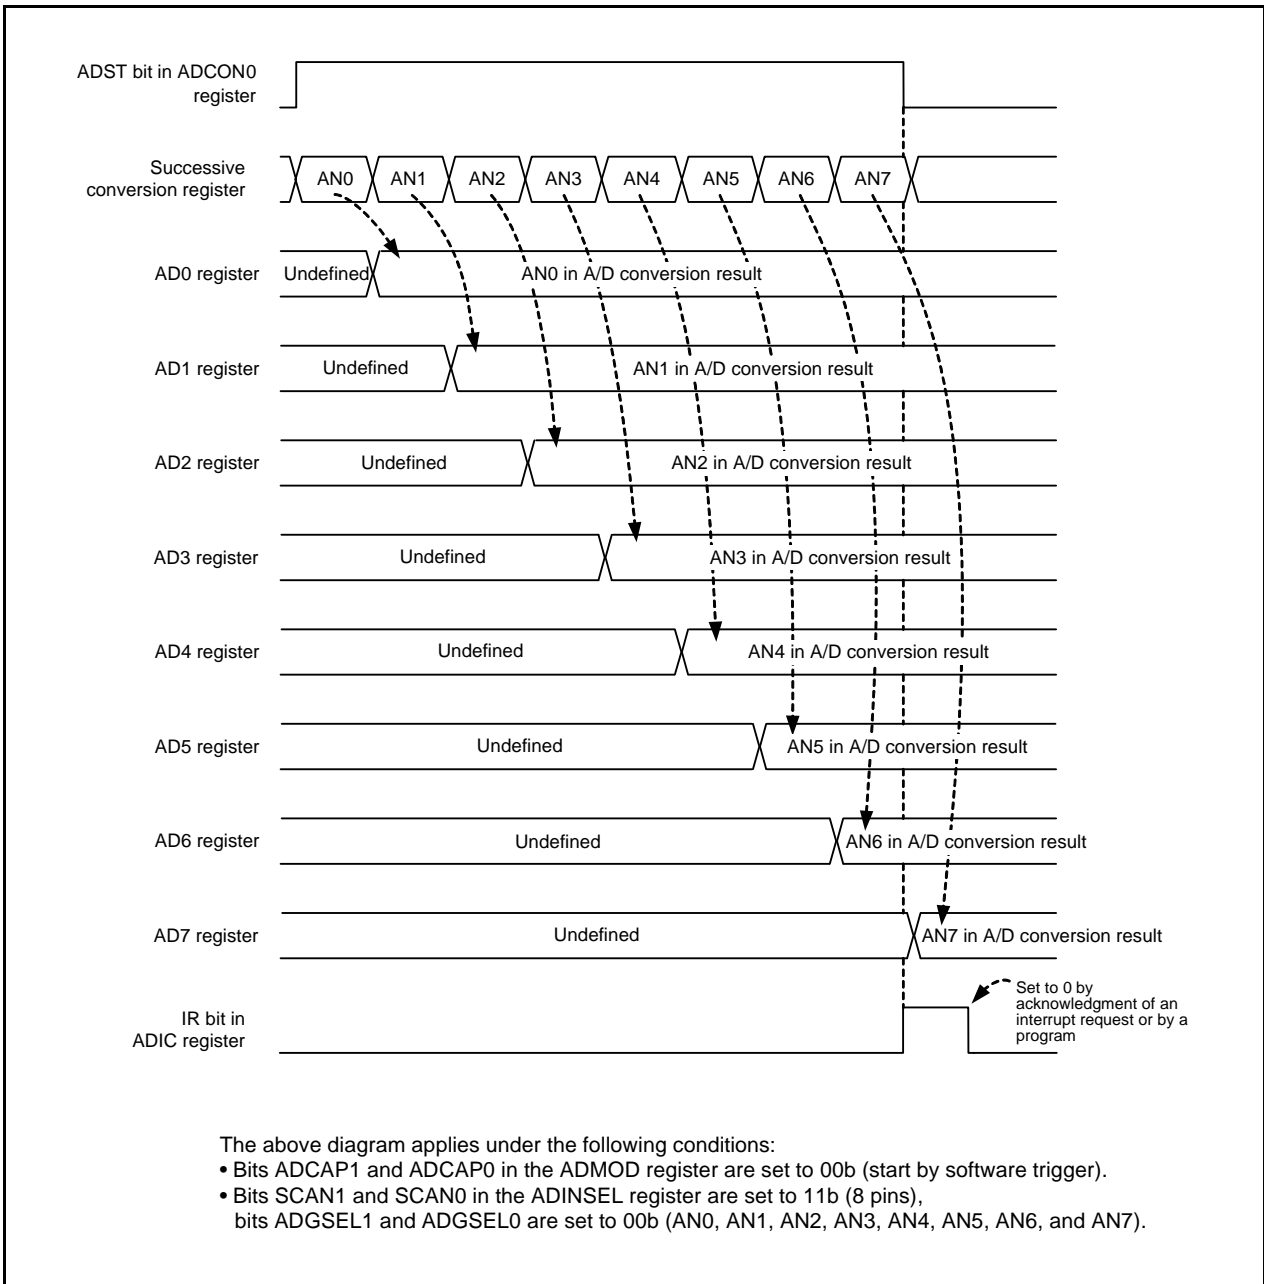 ADST bit in ADCON0
register
Successive
conversion register
AN0 AN1 AN2 AN3 AN4 AN5 AN6 AN7
AD0 register Undefined AN0 in A/D conversion result
AD1 register Undefined AN1 in A/D conversion result
AD2 register Undefined AN2 in A/D conversion result
AD3 register Undefined AN3 in A/D conversion result
AD4 register Undefined AN4 in A/D conversion result
AD5 register Undefined AN5 in A/D conversion result
AD6 register Undefined AN6 in A/D conversion result
AD7 register Undefined AN7 in A/D conversion result
IR bit in
ADIC register
Set to 0 by
acknowledgment of an
interrupt request or by a
program
The above diagram applies under the following conditions:
• Bits ADCAP1 and ADCAP0 in the ADMOD register are set to 00b (start by software trigger).
• Bits SCAN1 and SCAN0 in the ADINSEL register are set to 11b (8 pins),
bits ADGSEL1 and ADGSEL0 are set to 00b (AN0, AN1, AN2, AN3, AN4, AN5, AN6, and AN7).